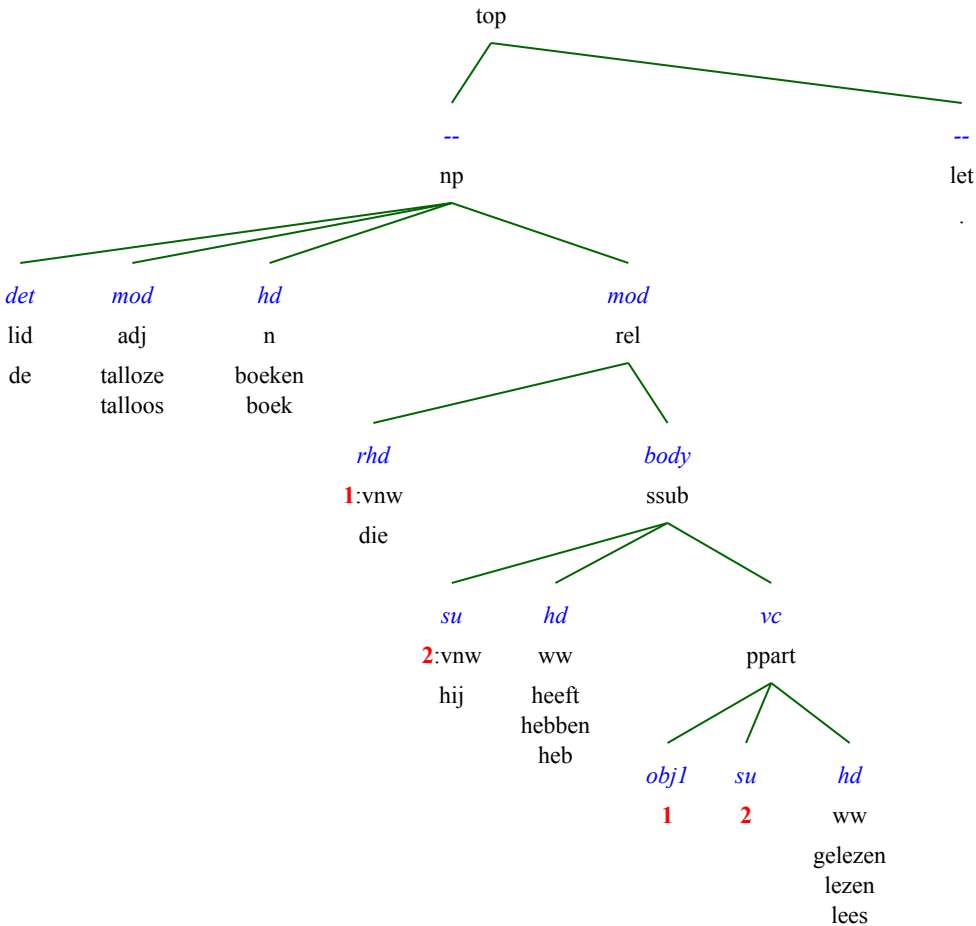 top
-- --
np let
.
det mod hd mod
lid adj n rel
de talloze boeken
talloos boek
rhd body
1:vnw ssub
die
su hd vc
2:vnw ww ppart
hij heeft
hebben
heb
obj1 su hd
1 2 ww
gelezen
lezen
lees